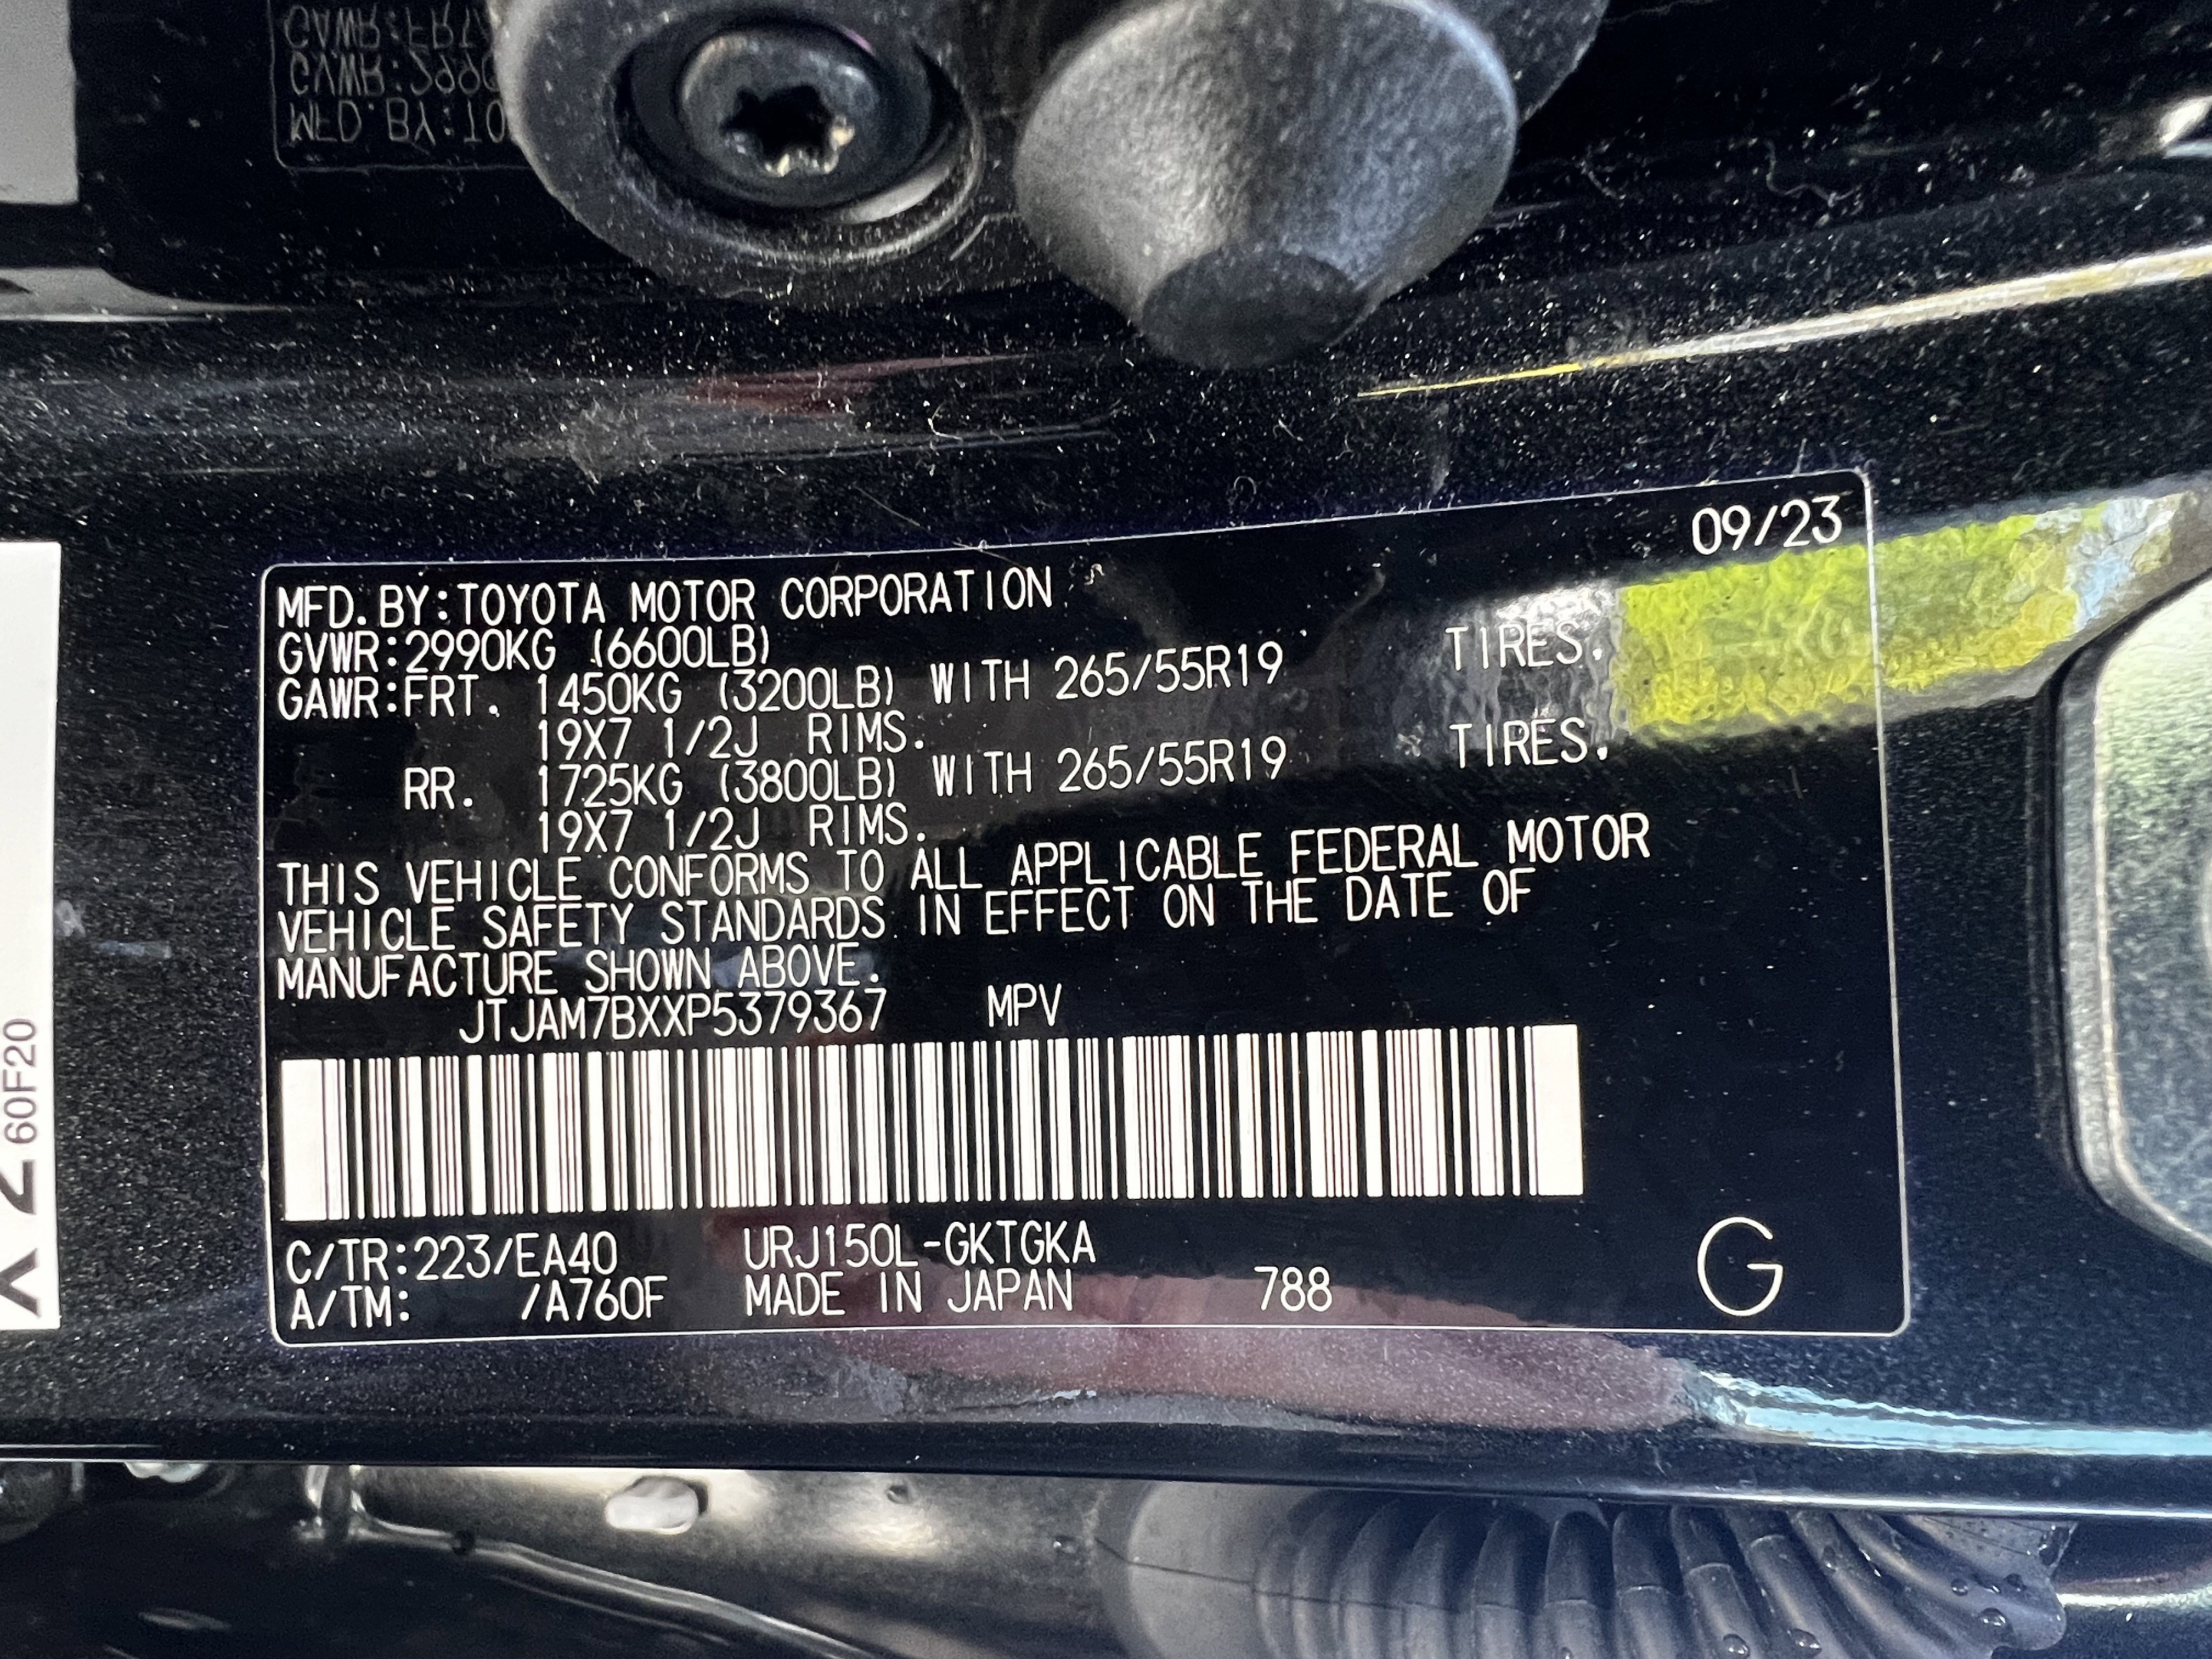 MFD.BY:TOYOTA MOTOR CORPORATION 09/23
GVWR:2990KG (6600LB)
GAWR:FRT. 1450KG (3200LB) WITH 265/55R19 TIRES.
19X7 1/2J RIMS.
RR. 1725KG (3800LB) WITH 265/55R19 TIRES.
19X7 1/2J RIMS.
THIS VEHICLE CONFORMS TO ALL APPLICABLE FEDERAL MOTOR
VEHICLE SAFETY STANDARDS IN EFFECT ON THE DATE OF
MANUFACTURE SHOWN ABOVE.
JTJAM7BXXP5379367 MPV
C/TR:223/EA40 URJ150L-GKTGKA
A/TM: /A760F MADE IN JAPAN 788 G
60F20